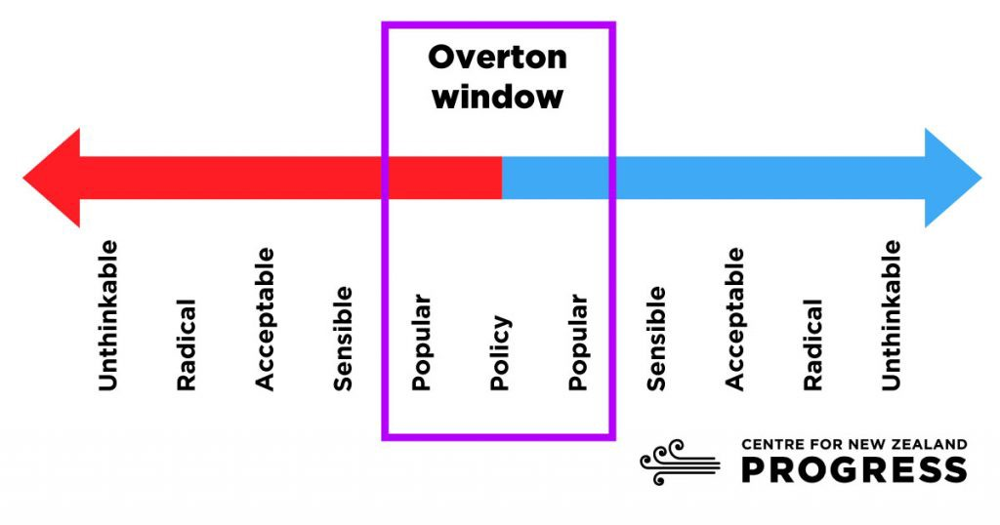 Overton
window
Unthinkable
Radical
Acceptable
Sensible
Popular
Policy
Popular
Sensible
Acceptable
Radical
Unthinkable
CENTRE FOR NEW ZEALAND
PROGRESS